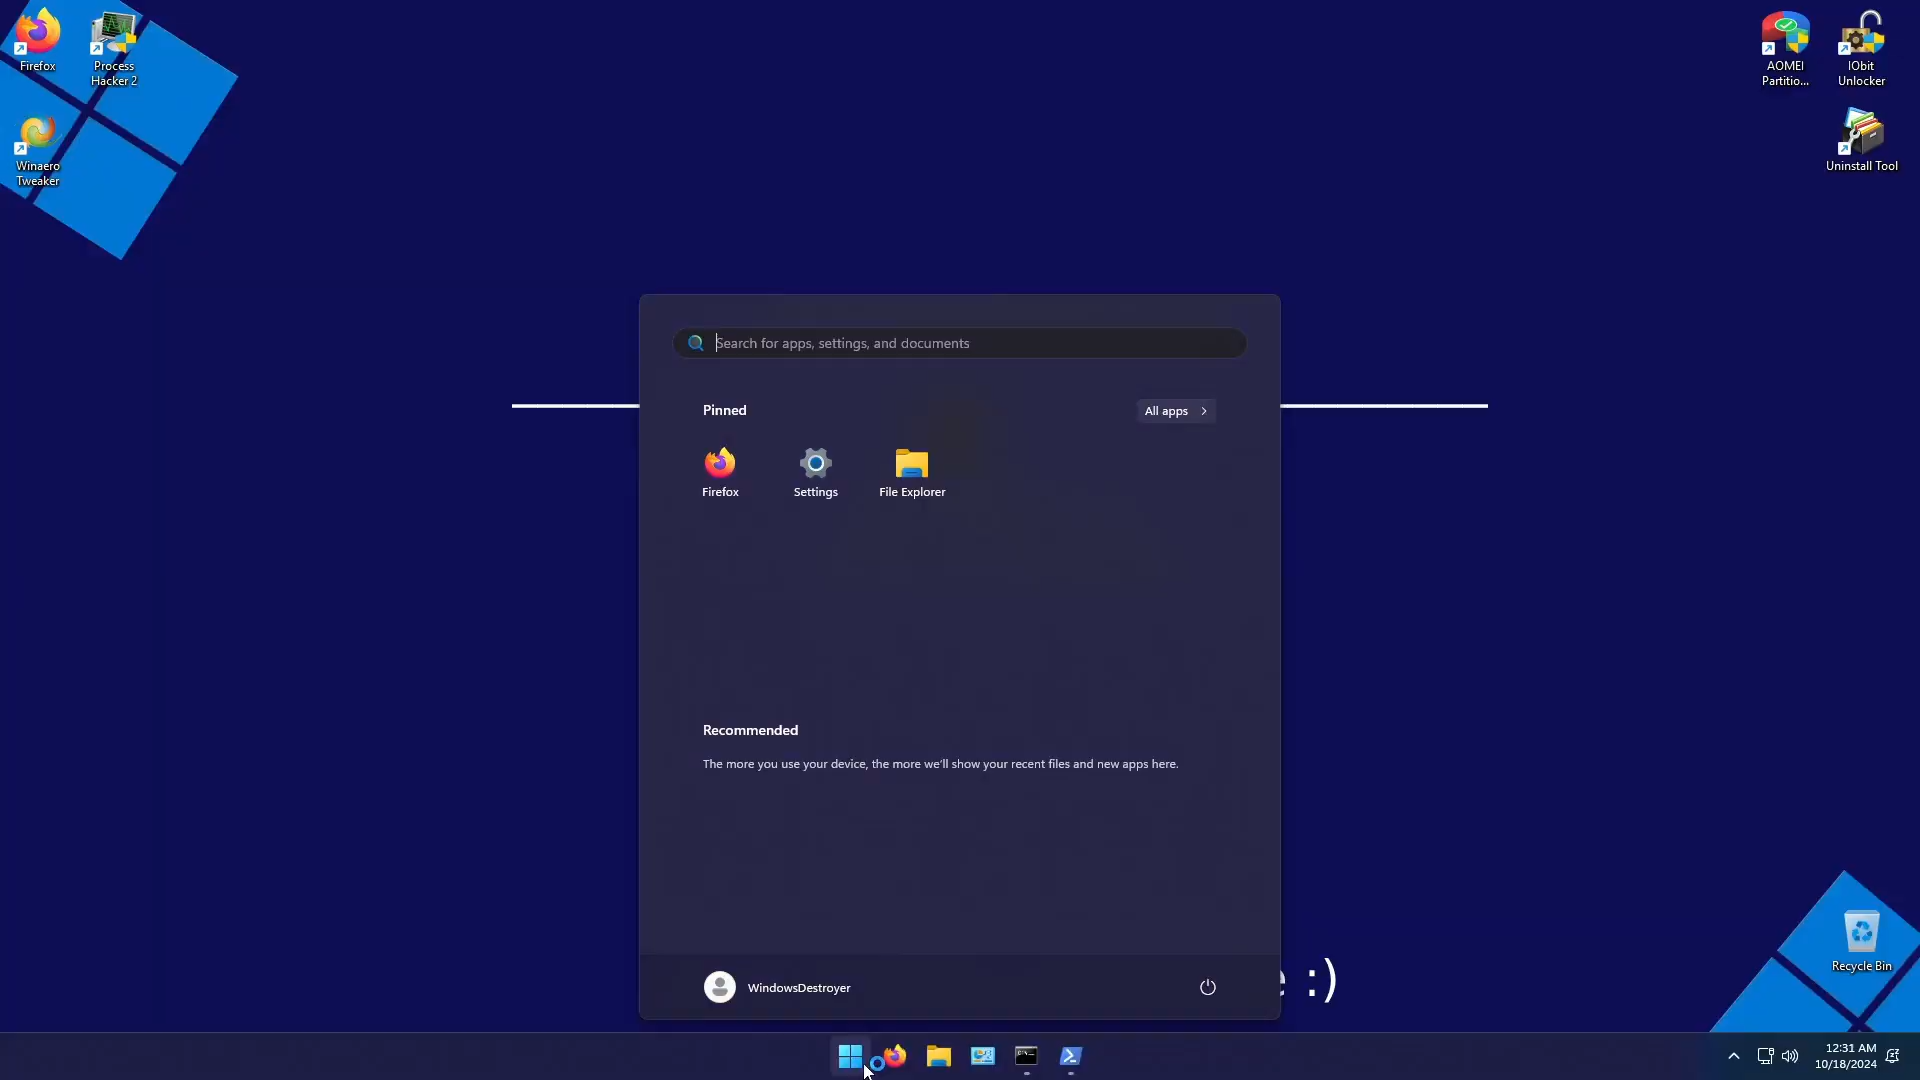 Firefox
Process
Hacker 2
Winaero
Tweaker
AOMEI
Partitio...
IObit
Unlocker
Uninstall Tool
Search for apps, settings, and documents
Pinned
All apps
Firefox
Settings
File Explorer
Recommended
The more you use your device, the more we'll show your recent files and new apps here.
WindowsDestroyer
:)
Recycle Bin
12:31 AM
10/18/2024